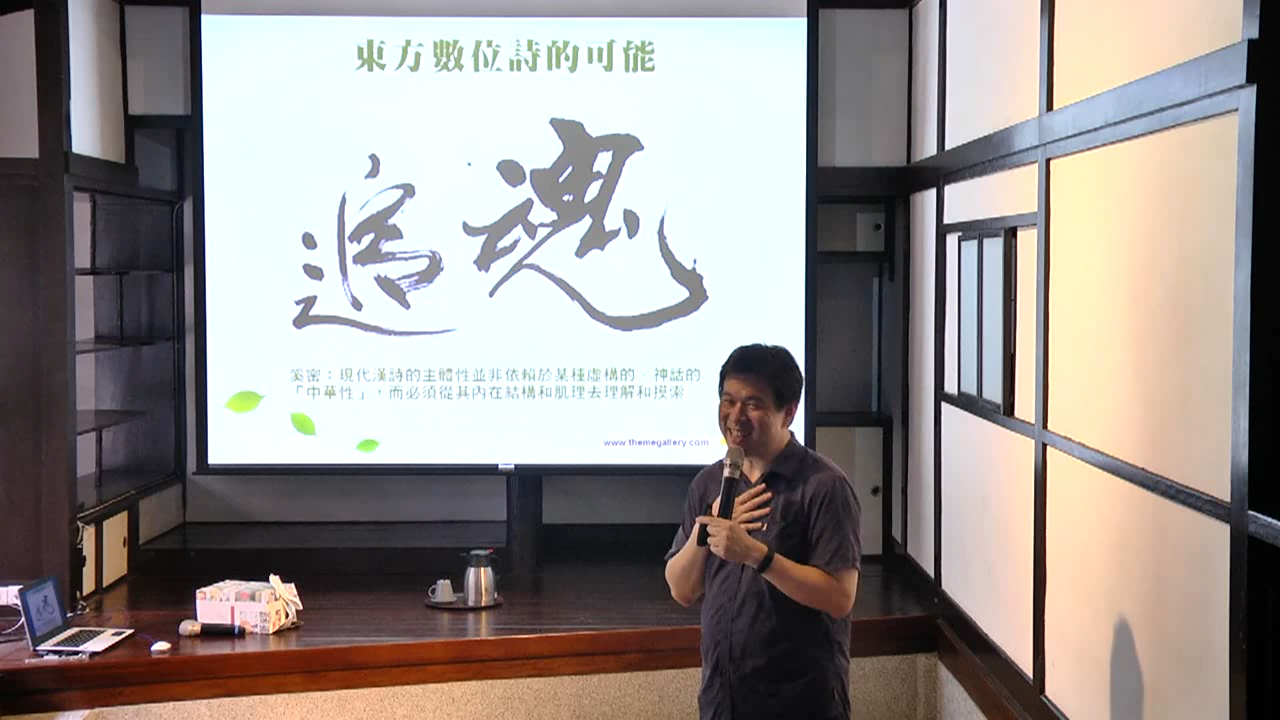 東方數位詩的可能
追魂
奚密：現代漢詩的主體性並非依賴於某種虛構的、神話的
「中華性」，而必須從其內在結構和肌理去理解和摸索
www.themegallery.com